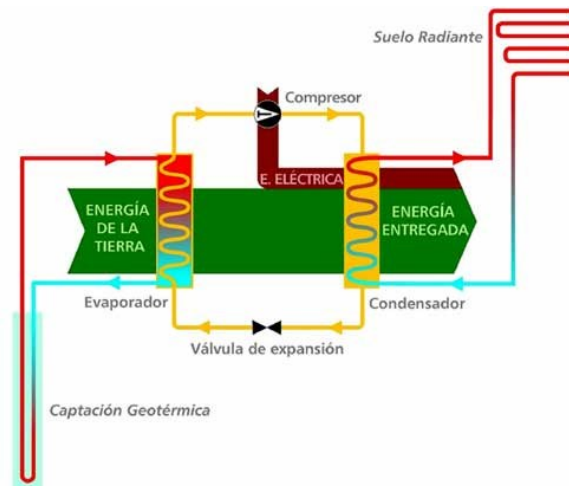 Suelo Radiante
Compresor
E. ELÉCTRICA
ENERGÍA
DE LA
TIERRA
ENERGÍA
ENTREGADA
Evaporador
Condensador
Válvula de expansión
Captación Geotérmica